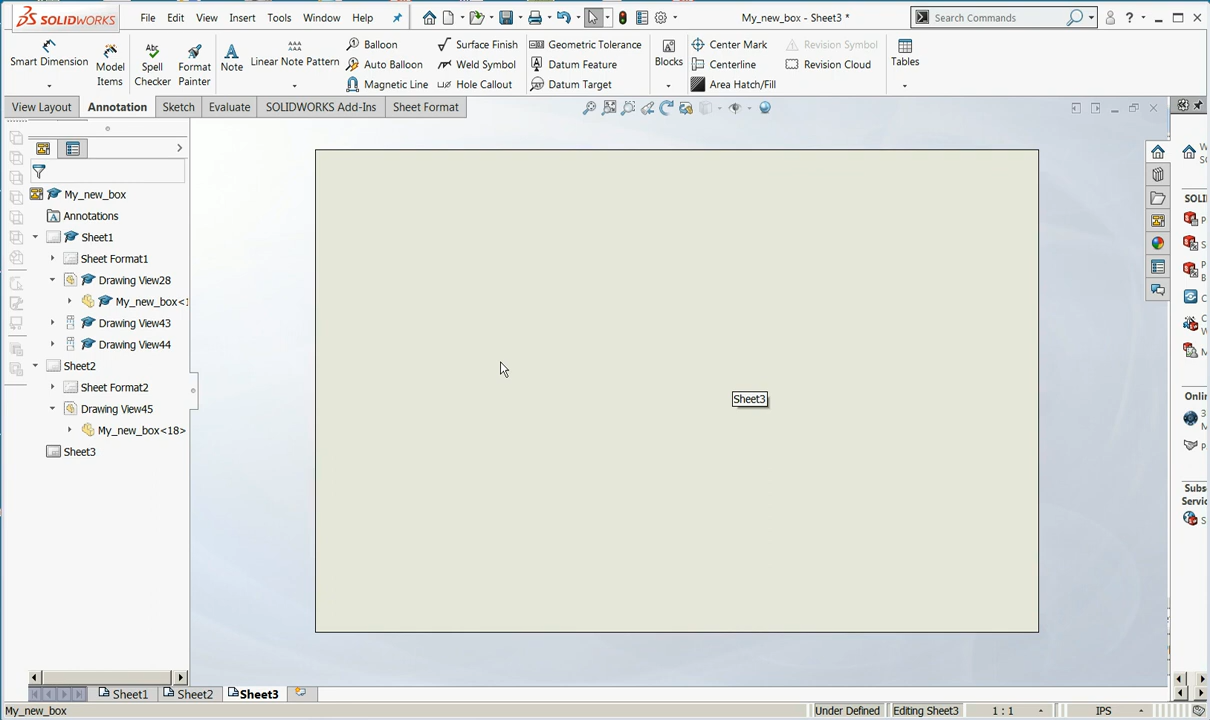 SOLIDWORKS File Edit View Insert Tools Window Help My_new_box - Sheet3 * Search Commands
Smart Dimension Model Items Spell Checker Format Painter Note Linear Note Pattern Balloon Surface Finish Geometric Tolerance Blocks Center Mark Revision Symbol Tables
Auto Balloon Weld Symbol Datum Feature Centerline Revision Cloud
Magnetic Line Hole Callout Datum Target Area Hatch/Fill
View Layout Annotation Sketch Evaluate SOLIDWORKS Add-Ins Sheet Format
My_new_box
Annotations
Sheet1
Sheet Format1
Drawing View28
My_new_box<1
Drawing View43
Drawing View44
Sheet2
Sheet Format2
Drawing View45
My_new_box<18>
Sheet3
Sheet3
SOLI
Onlin
Subs
Servic
Sheet1 Sheet2 Sheet3
My_new_box Under Defined Editing Sheet3 1 : 1 IPS